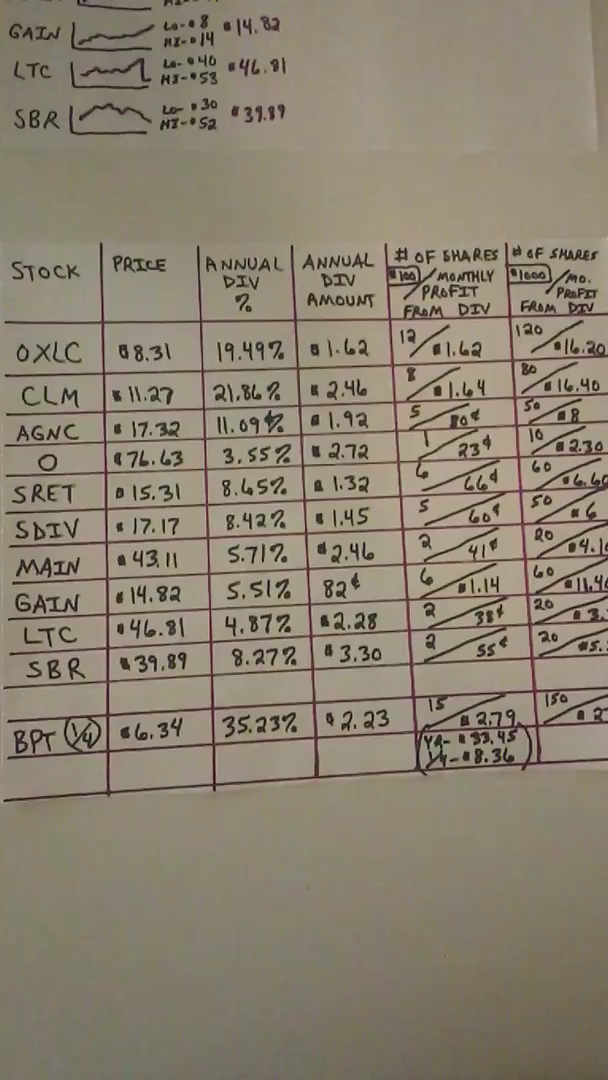 GAIN LO-$8 HI-$14 $14.82
LTC LO-$40 HI-$53 $46.81
SBR LO-$30 HI-$52 $39.89
STOCK PRICE ANNUAL DIV % ANNUAL DIV AMOUNT # OF SHARES $100/MONTHLY PROFIT FROM DIV # OF SHARES $1000/MO. PROFIT FROM DIV
OXLC $8.31 19.49% $1.62 12/$1.62 120/$16.20
CLM $11.27 21.86% $2.46 8/$1.64 80/$16.40
AGNC $17.32 11.09% $1.92 5/80¢ 50/$8
O $76.63 3.55% $2.72 1/23¢ 10/$2.30
SRET $15.31 8.65% $1.32 6/66¢ 60/$6.60
SDIV $17.17 8.42% $1.45 5/60¢ 50/$6
MAIN $43.11 5.71% $2.46 2/41¢ 20/$4.1
GAIN $14.82 5.51% 82¢ 6/$1.14 60/$11.40
LTC $46.81 4.87% $2.28 2/38¢ 20/$3.
SBR $39.89 8.27% $3.30 2/55¢ 20/$5.
BPT (1/4) $6.34 35.23% $2.23 15/$2.79 150/$2
(YR-$33.45
1/4-$8.36)